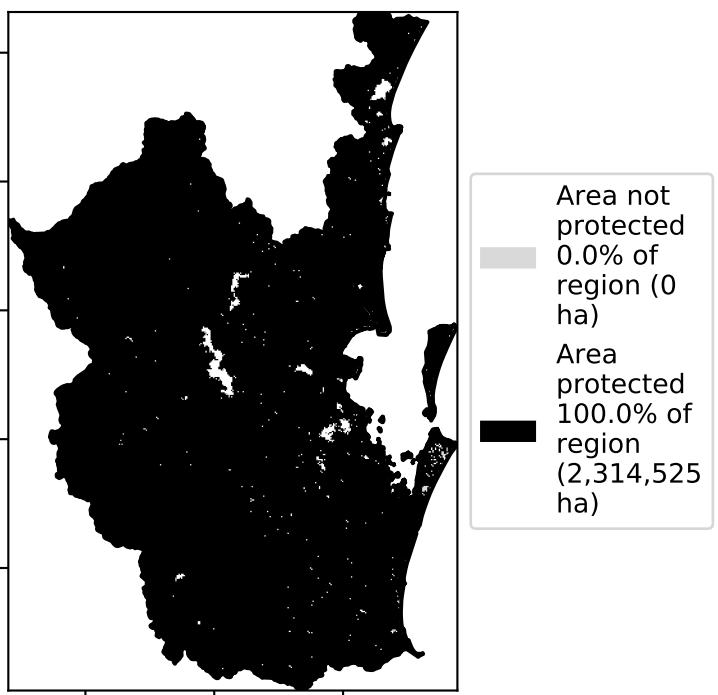 Area not
protected
0.0% of
region (0
ha)
Area
protected
100.0% of
region
(2,314,525
ha)